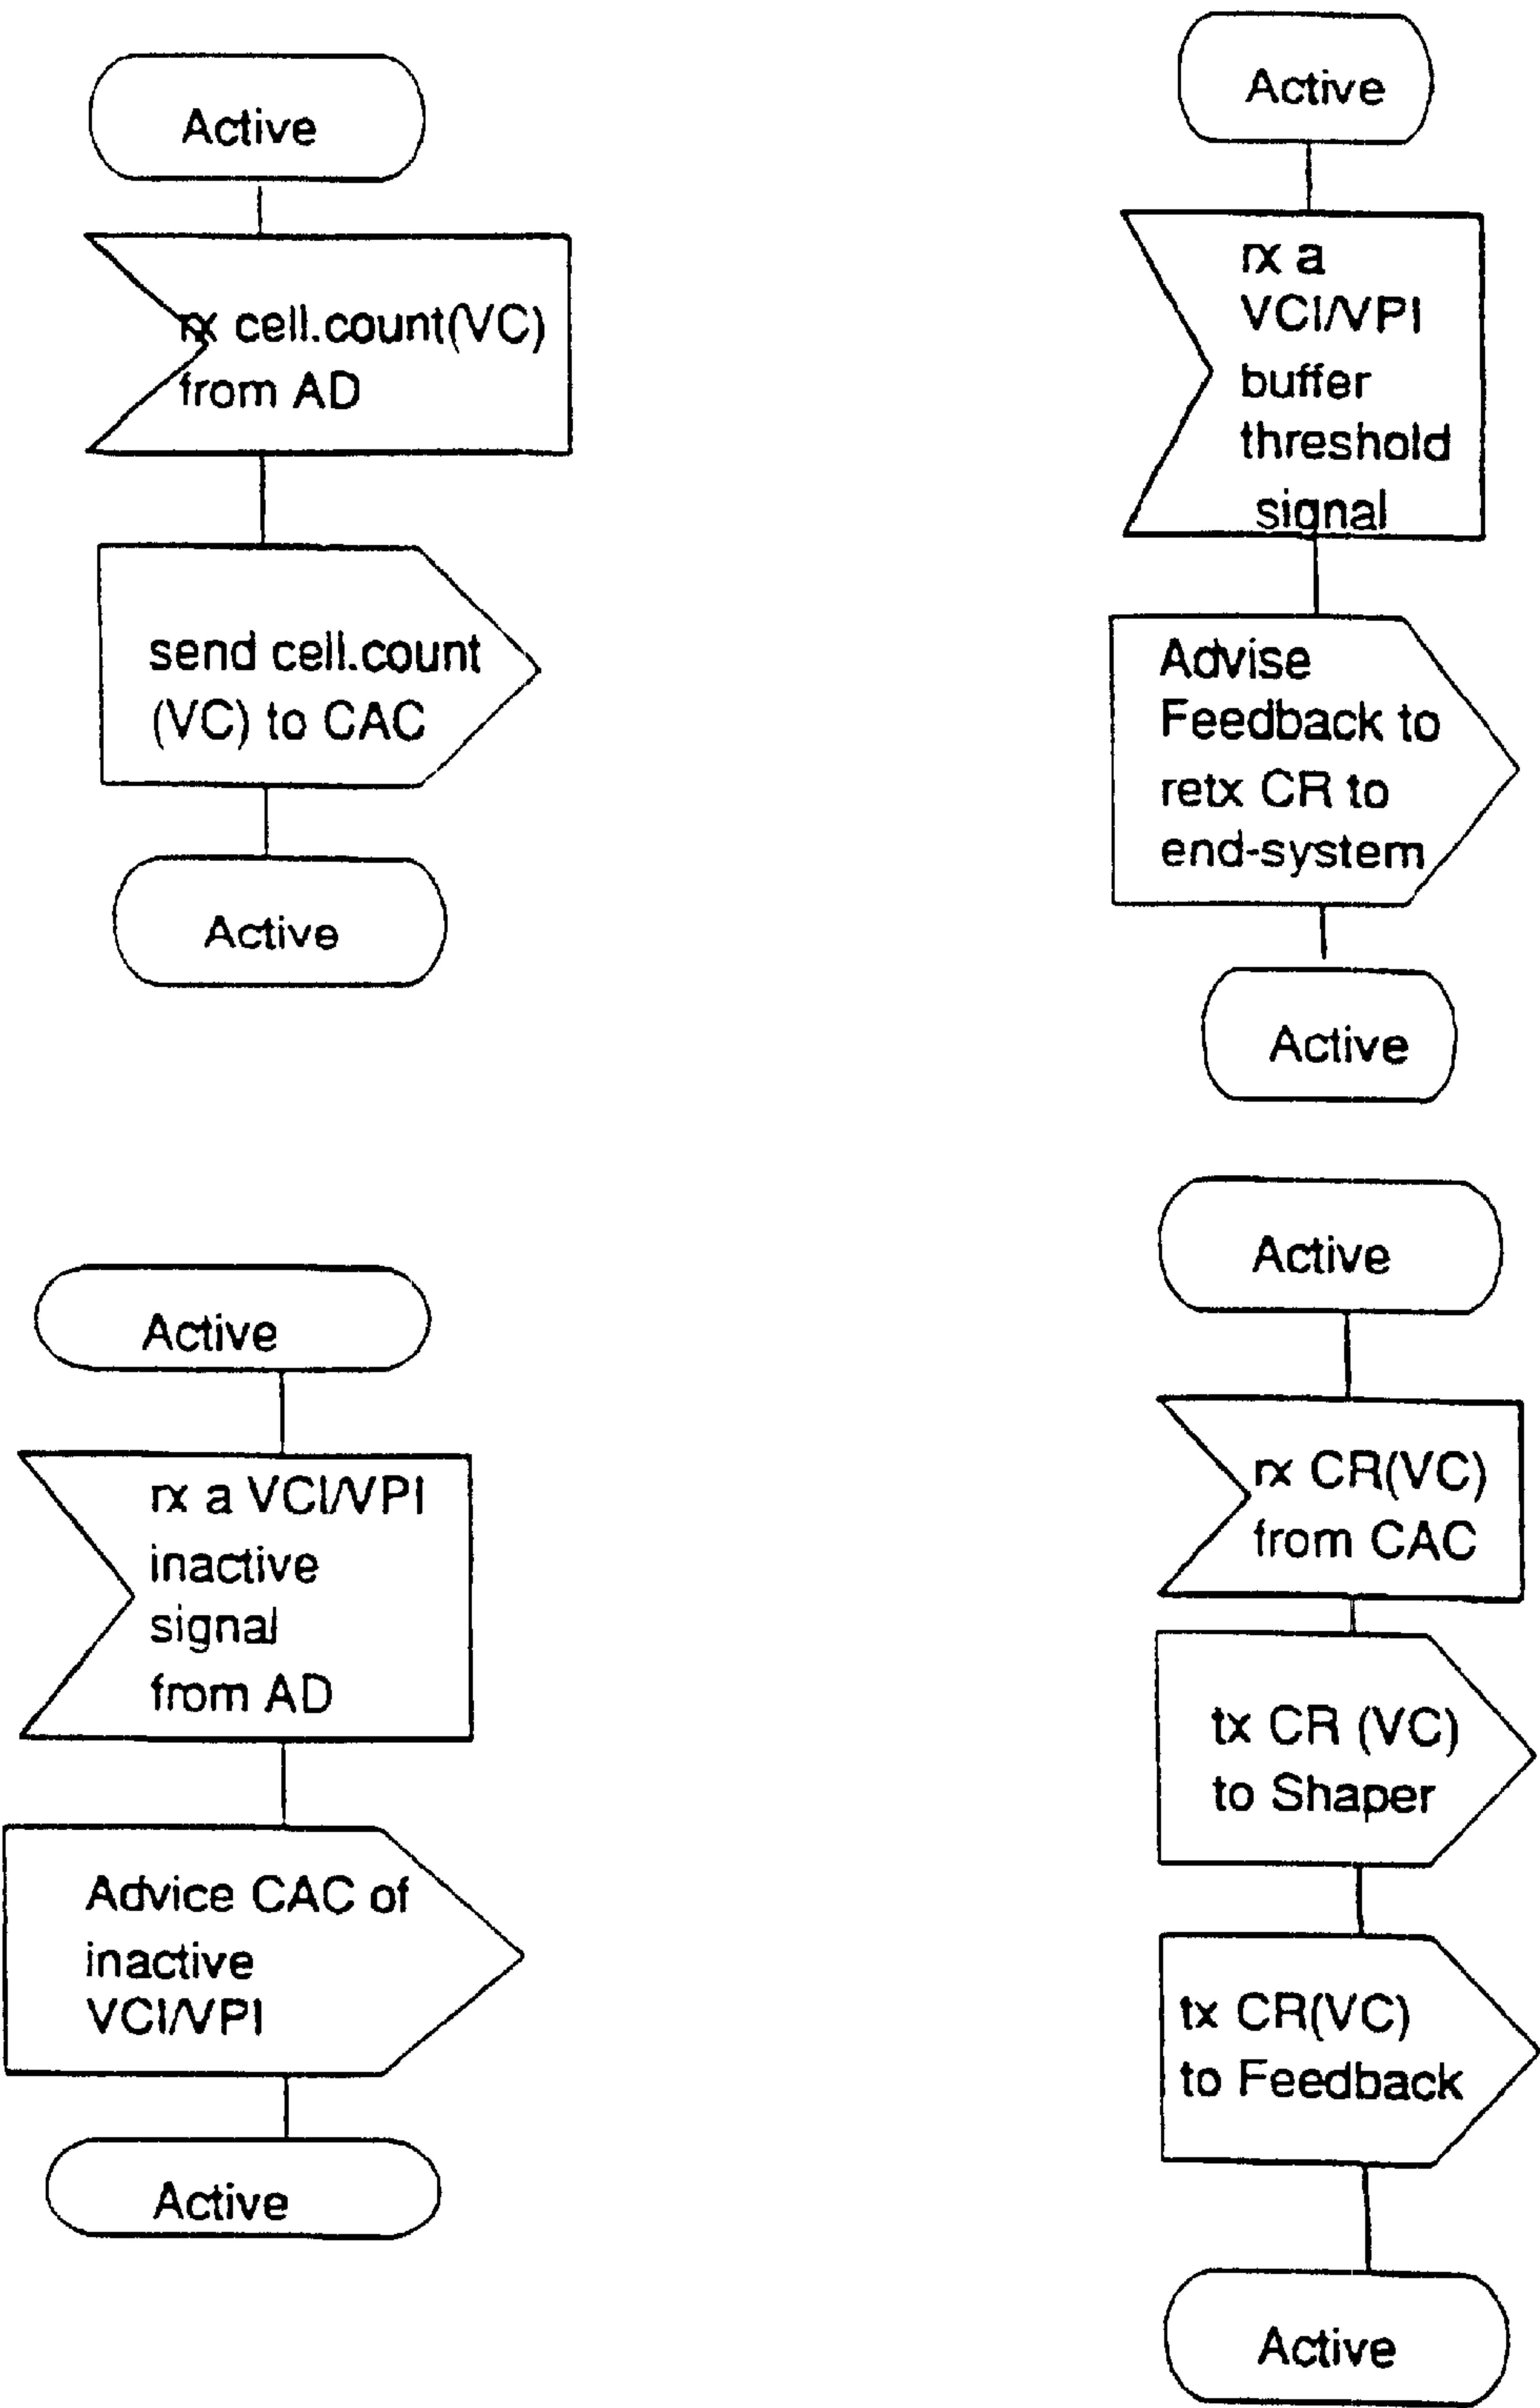 Active
rx cell.count(VC)
from AD
send cell.count
(VC) to CAC
Active
Active
rx a
VCI/VPI
buffer
threshold
signal
Advise
Feedback to
retx CR to
end-system
Active
Active
rx a VCI/VPI
inactive
signal
from AD
Advice CAC of
inactive
VCI/VPI
Active
Active
rx CR(VC)
from CAC
tx CR (VC)
to Shaper
tx CR(VC)
to Feedback
Active